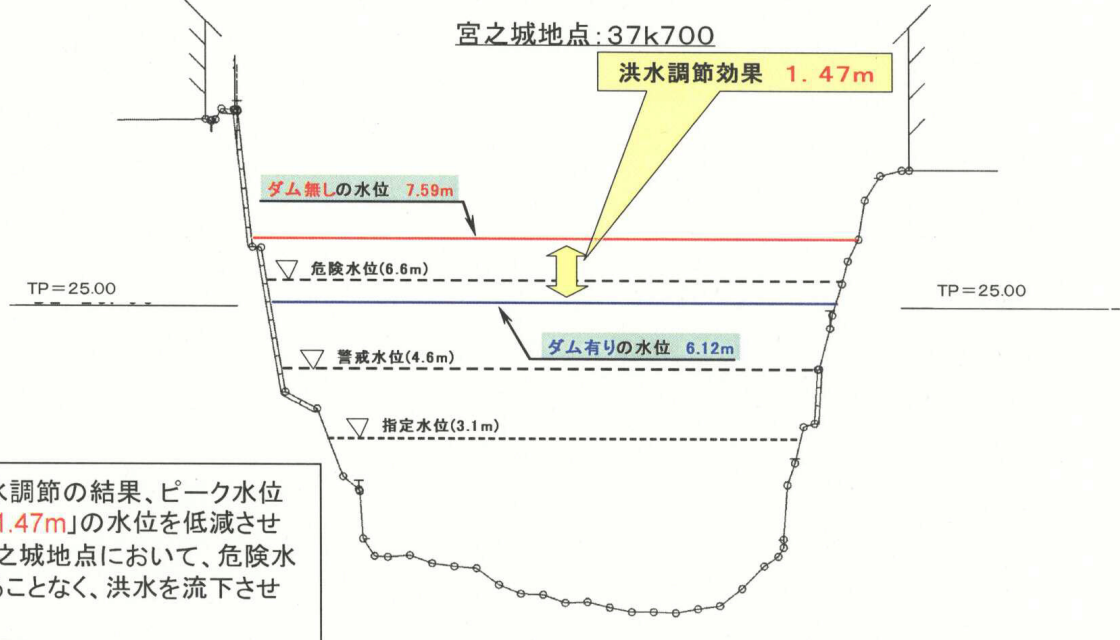 宮之城地点:37k700
洪水調節効果 1.47m
ダム無しの水位 7.59m
危険水位(6.6m)
TP=25.00
TP=25.00
ダム有りの水位 6.12m
警戒水位(4.6m)
指定水位(3.1m)
水調節の結果、ピーク水位
1.47m」の水位を低減させ
之城地点において、危険水
ことなく、洪水を流下させ